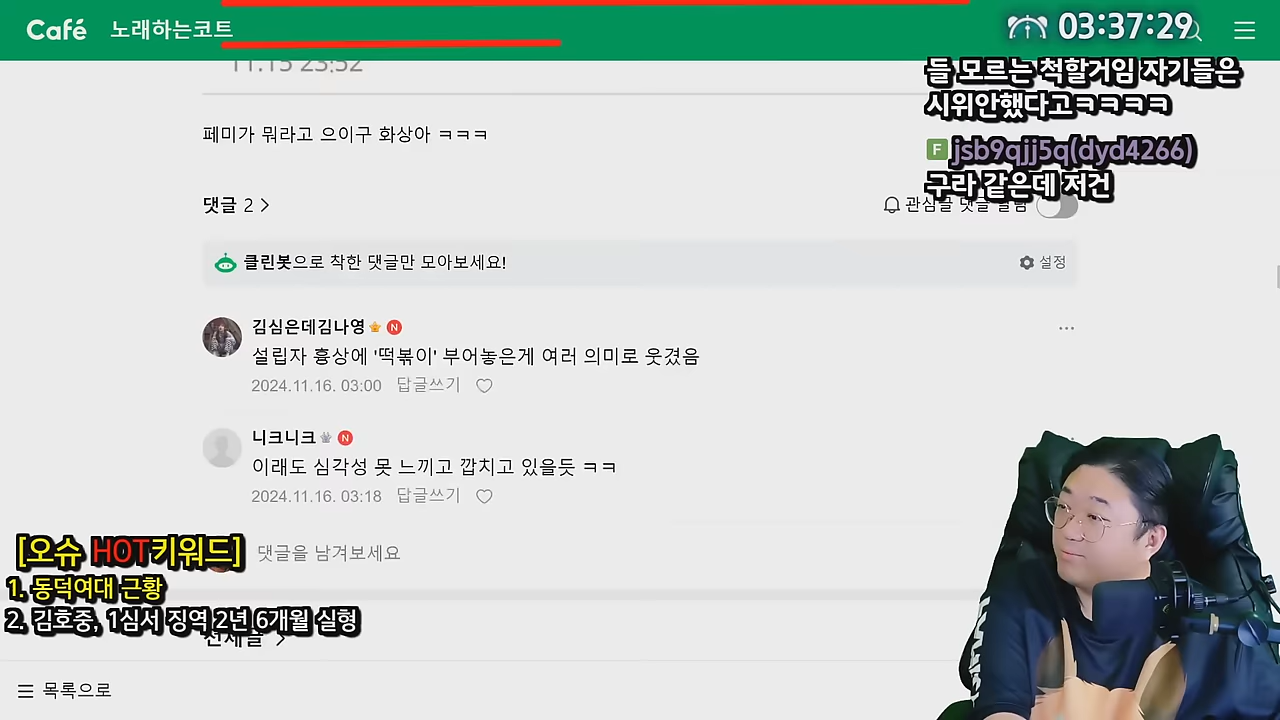 Café 노래하는코트
03:37:29
11.15 23:52
들 모르는 척할거임 자기들은
시위안했다고ㅋㅋㅋㅋ
페미가 뭐라고 으이구 화상아 ㅋㅋㅋ
F jsb9qjj5q(dyd4266)
구라 같은데 저건
댓글 2
관심글 댓글 알림
클린봇으로 착한 댓글만 모아보세요!
설정
김심은데김나영 N
설립자 흉상에 '떡볶이' 부어놓은게 여러 의미로 웃겼음
2024.11.16. 03:00 답글쓰기
니크니크 N
이래도 심각성 못 느끼고 깝치고 있을듯 ㅋㅋ
2024.11.16. 03:18 답글쓰기
[오슈 HOT키워드]
댓글을 남겨보세요
1. 동덕여대 근황
2. 김호중, 1심서 징역 2년 6개월 실형
전체글
목록으로